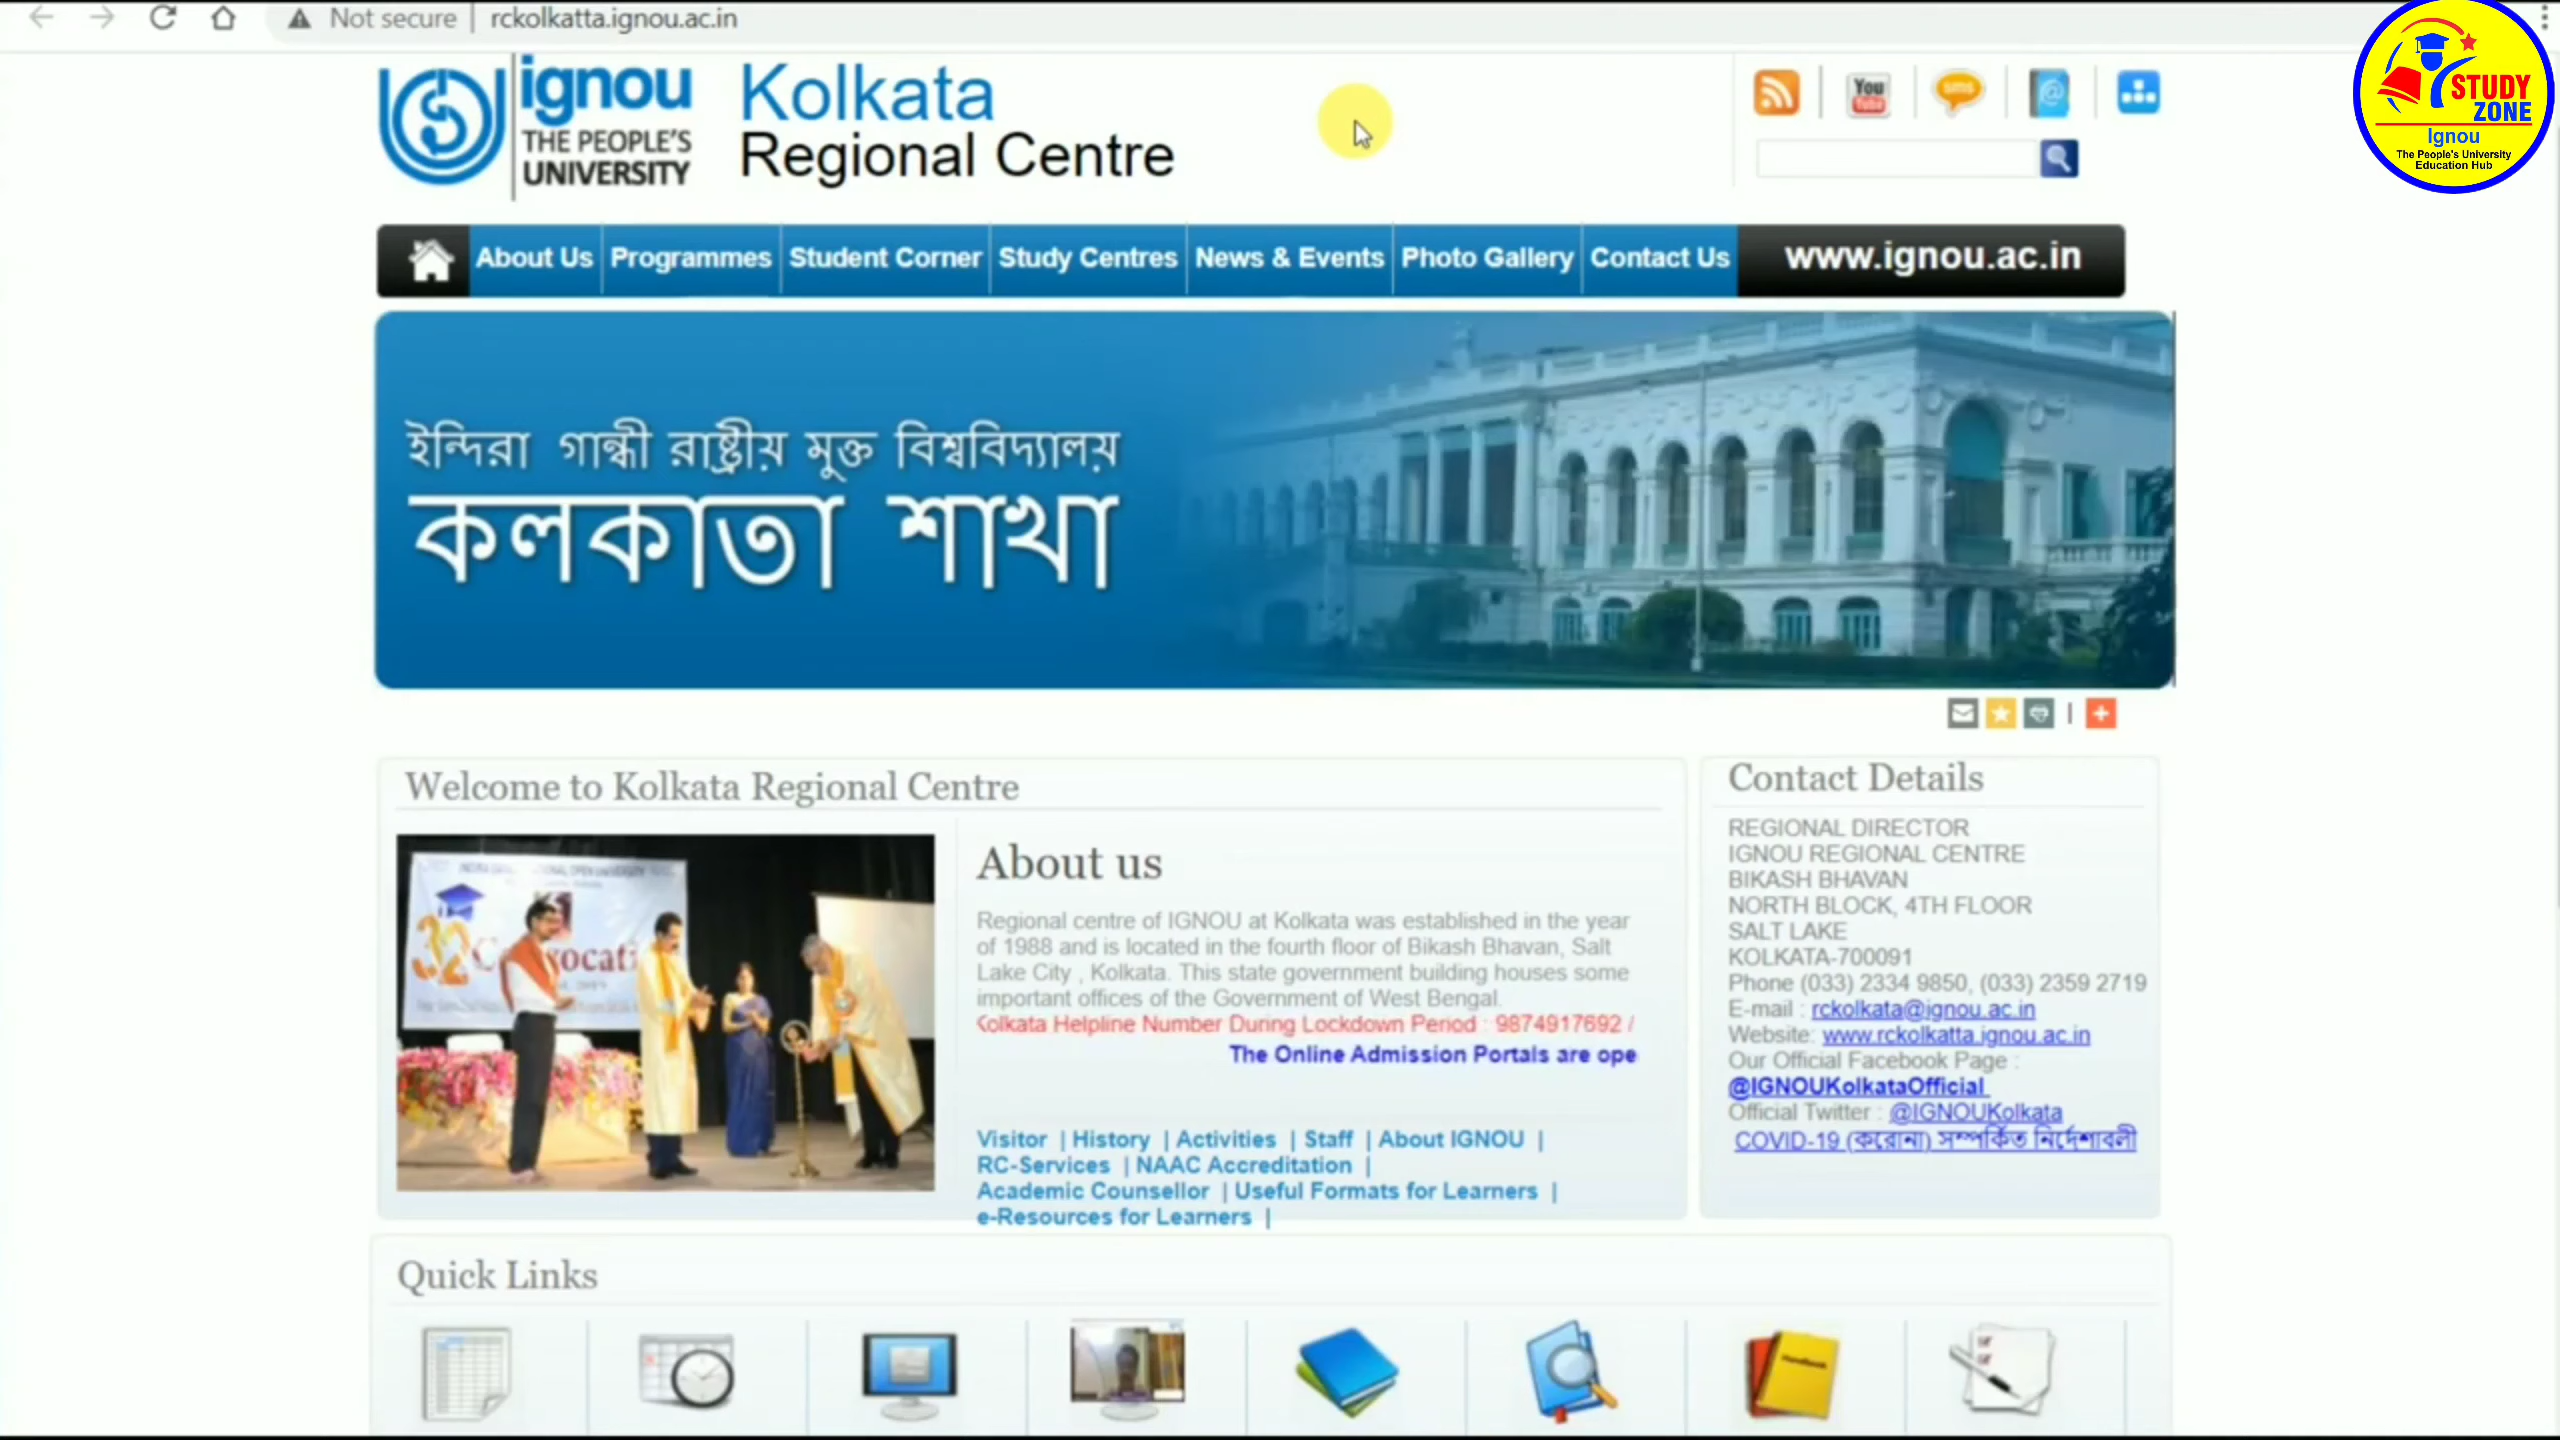 Not secure
rckolkatta.ignou.ac.in
ignou
THE PEOPLE'S
UNIVERSITY
Kolkata
Regional Centre
You
Tube
sms
STUDY
ZONE
Ignou
The People's University
Education Hub
About Us
Programmes
Student Corner
Study Centres
News & Events
Photo Gallery
Contact Us
www.ignou.ac.in
ইন্দিরা গান্ধী রাষ্ট্রীয় মুক্ত বিশ্ববিদ্যালয়
কলকাতা শাখা
Welcome to Kolkata Regional Centre
32
About us
Regional centre of IGNOU at Kolkata was established in the year
of 1988 and is located in the fourth floor of Bikash Bhavan, Salt
Lake City , Kolkata. This state government building houses some
important offices of the Government of West Bengal.
Kolkata Helpline Number During Lockdown Period : 9874917692 /
The Online Admission Portals are ope
Visitor | History | Activities | Staff | About IGNOU |
RC-Services | NAAC Accreditation |
Academic Counsellor | Useful Formats for Learners |
e-Resources for Learners |
Contact Details
REGIONAL DIRECTOR
IGNOU REGIONAL CENTRE
BIKASH BHAVAN
NORTH BLOCK, 4TH FLOOR
SALT LAKE
KOLKATA-700091
Phone (033) 2334 9850, (033) 2359 2719
E-mail : rckolkata@ignou.ac.in
Website: www.rckolkatta.ignou.ac.in
Our Official Facebook Page :
@IGNOUKolkataOfficial
Official Twitter : @IGNOUKolkata
COVID-19 (করোনা) সম্পর্কিত নির্দেশাবলী
Quick Links
Handbook